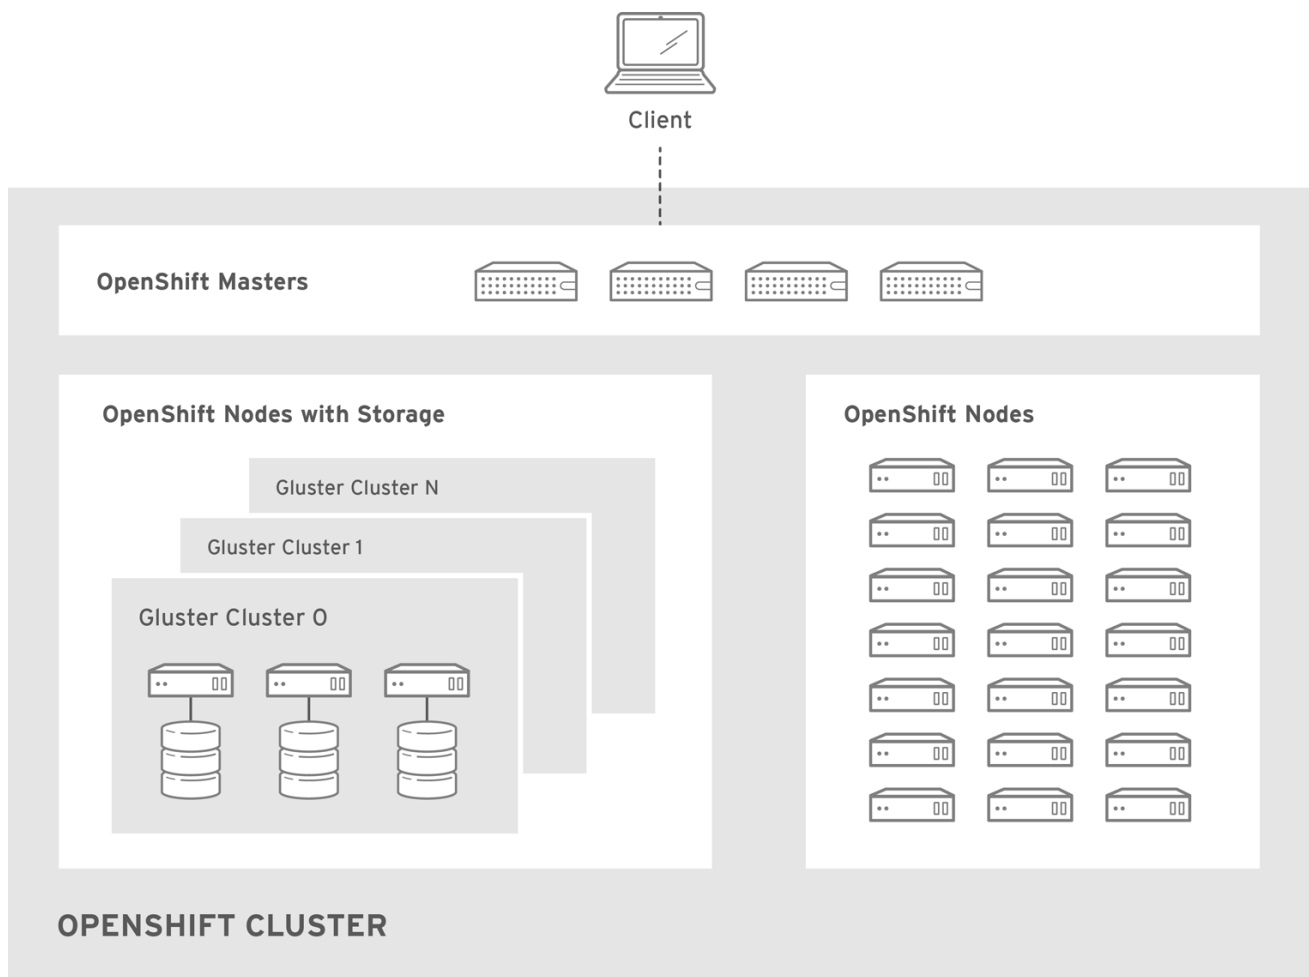 Client
OpenShift Masters
OpenShift Nodes with Storage
OpenShift Nodes
Gluster Cluster N
Gluster Cluster 1
Gluster Cluster 0
OPENSHIFT CLUSTER